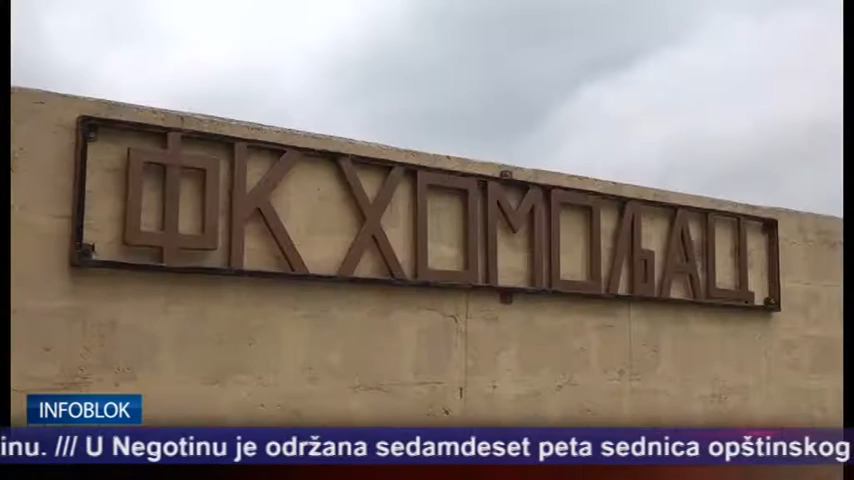 ФК ХОМОЉАЦ
INFOBLOK
inu. /// U Negotinu je održana sedamdeset peta sednica opštinskog